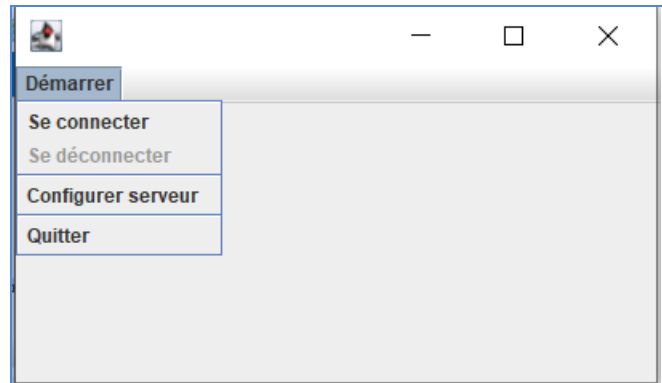 Démarrer
Se connecter
Se déconnecter
Configurer serveur
Quitter